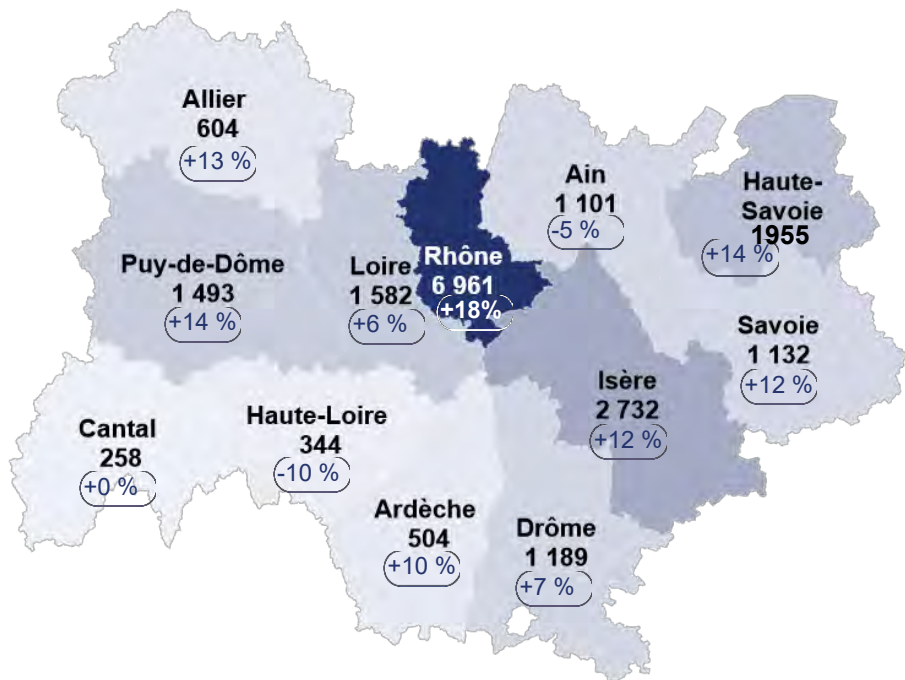 Allier
604
+13 %
Ain
1 101
-5 %
Haute-
Savoie
1955
+14 %
Puy-de-Dôme
1 493
+14 %
Loire
1 582
+6 %
Rhône
6 961
+18%
Savoie
1 132
+12 %
Isère
2 732
+12 %
Cantal
258
+0 %
Haute-Loire
344
-10 %
Ardèche
504
+10 %
Drôme
1 189
+7 %